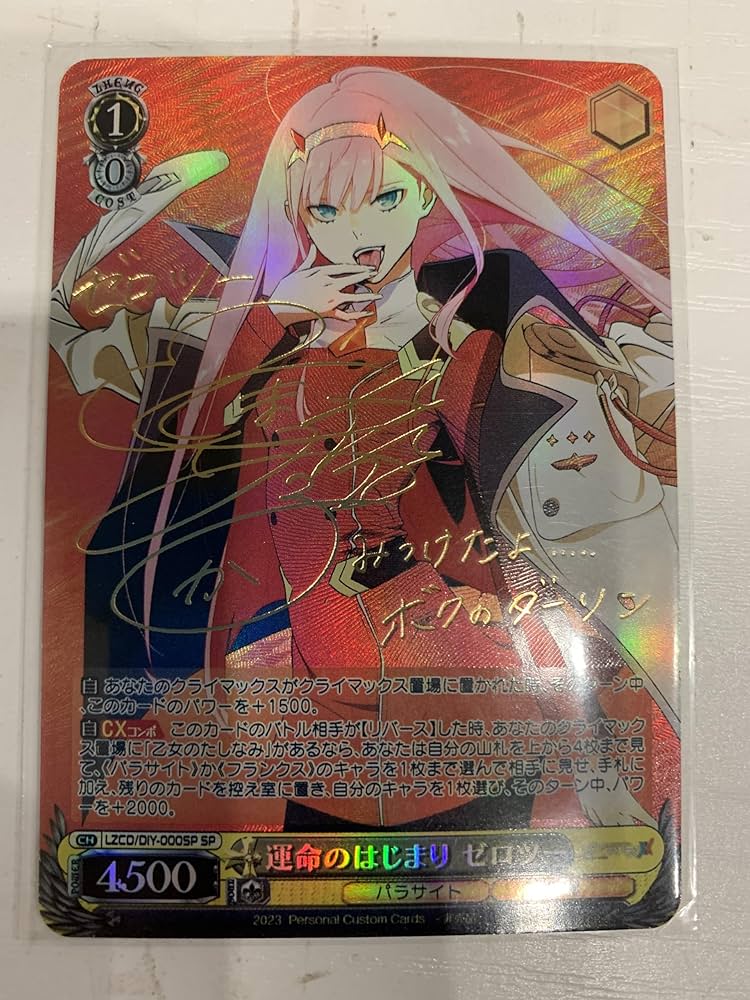 ZHENG
1
0
COST
ゼロツー
みつけたよ……
ボクのダーリン
自 あなたのクライマックスがクライマックス置場に置かれた時、そのターン中
、このカードのパワーを+1500。
自 CXコンボ このカードのバトル相手が【リバース】した時、あなたのクライマック
ス置場に「乙女のたしなみ」があるなら、あなたは自分の山札を上から4枚まで見
て、《パラサイト》か《フランクス》のキャラを1枚まで選んで相手に見せ、手札に
加え、残りのカードを控え室に置き、自分のキャラを1枚選び、そのターン中、パワ
ーを+2000。
CH LZCD/DIY-000SP SP
運命のはじまり ゼロツー
POWER 4500
パラサイト
2023 Personal Custom Cards